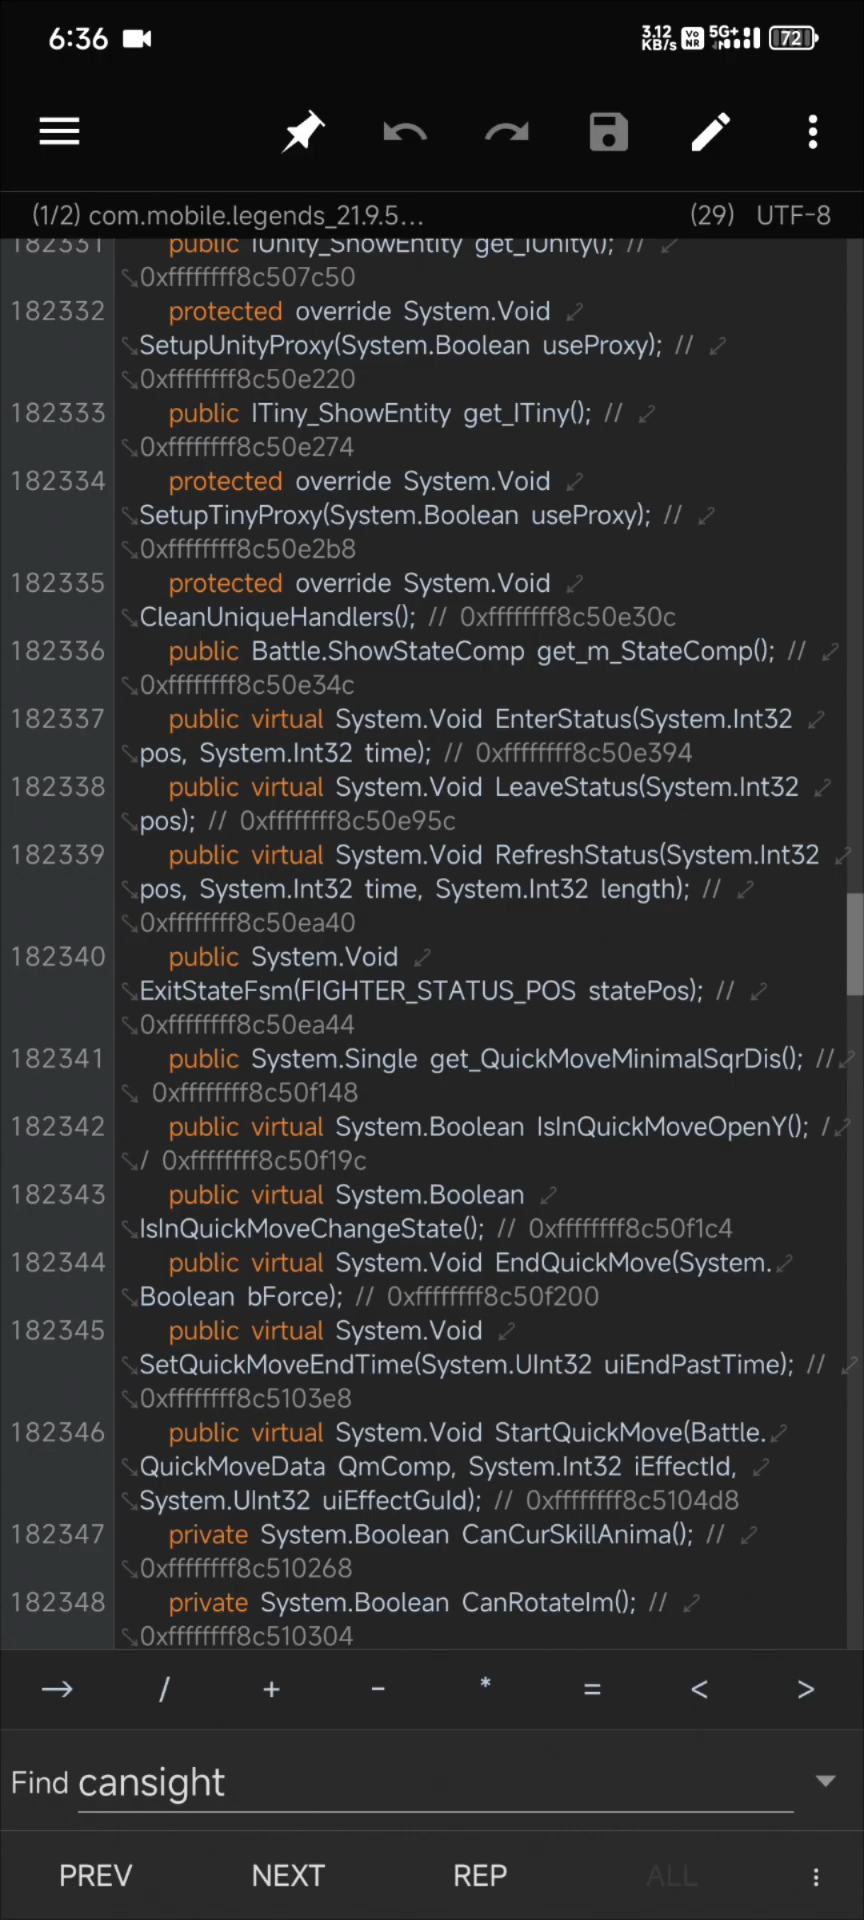 6:36 3.12 KB/s Vo NR 5G+ 72
(1/2) com.mobile.legends_21.9.5... (29) UTF-8
182331 public IUnity_ShowEntity get_IUnity(); //
0xffffffff8c507c50
182332 protected override System.Void
SetupUnityProxy(System.Boolean useProxy); //
0xffffffff8c50e220
182333 public ITiny_ShowEntity get_ITiny(); //
0xffffffff8c50e274
182334 protected override System.Void
SetupTinyProxy(System.Boolean useProxy); //
0xffffffff8c50e2b8
182335 protected override System.Void
CleanUniqueHandlers(); // 0xffffffff8c50e30c
182336 public Battle.ShowStateComp get_m_StateComp(); //
0xffffffff8c50e34c
182337 public virtual System.Void EnterStatus(System.Int32
pos, System.Int32 time); // 0xffffffff8c50e394
182338 public virtual System.Void LeaveStatus(System.Int32
pos); // 0xffffffff8c50e95c
182339 public virtual System.Void RefreshStatus(System.Int32
pos, System.Int32 time, System.Int32 length); //
0xffffffff8c50ea40
182340 public System.Void
ExitStateFsm(FIGHTER_STATUS_POS statePos); //
0xffffffff8c50ea44
182341 public System.Single get_QuickMoveMinimalSqrDis(); //
0xffffffff8c50f148
182342 public virtual System.Boolean IsInQuickMoveOpenY(); /
/ 0xffffffff8c50f19c
182343 public virtual System.Boolean
IsInQuickMoveChangeState(); // 0xffffffff8c50f1c4
182344 public virtual System.Void EndQuickMove(System.
Boolean bForce); // 0xffffffff8c50f200
182345 public virtual System.Void
SetQuickMoveEndTime(System.UInt32 uiEndPastTime); //
0xffffffff8c5103e8
182346 public virtual System.Void StartQuickMove(Battle.
QuickMoveData QmComp, System.Int32 iEffectId,
System.UInt32 uiEffectGuId); // 0xffffffff8c5104d8
182347 private System.Boolean CanCurSkillAnima(); //
0xffffffff8c510268
182348 private System.Boolean CanRotateIm(); //
0xffffffff8c510304
→ / + - * = < >
Find cansight
PREV NEXT REP ALL